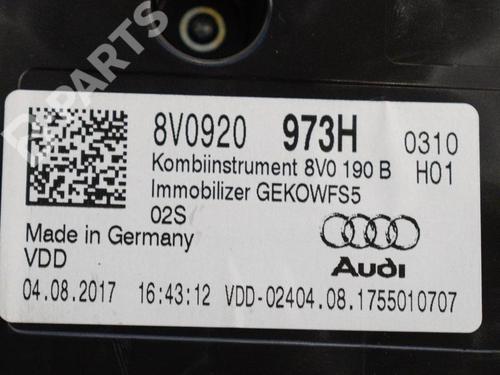 PARTS
8V0920 973H 0310
Kombiinstrument 8V0 190 B H01
Immobilizer GEKOWFS5
02S
Made in Germany
VDD Audi
04.08.2017 16:43:12 VDD-02404.08.1755010707